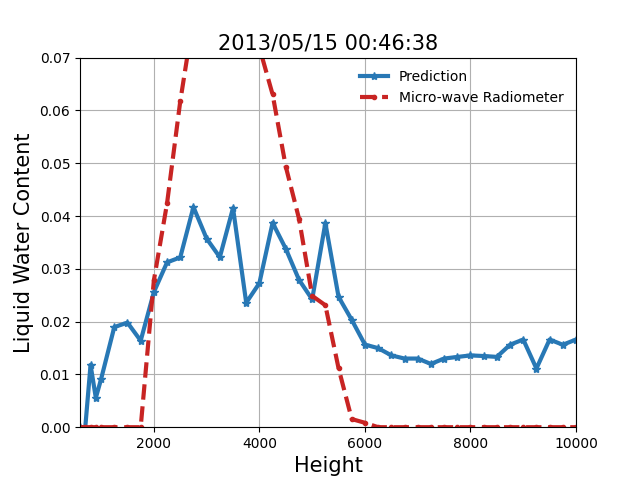 2013/05/15 00:46:38
Prediction
Micro-wave Radiometer
Liquid Water Content
0.07
0.06
0.05
0.04
0.03
0.02
0.01
0.00
2000 4000 6000 8000 10000
Height